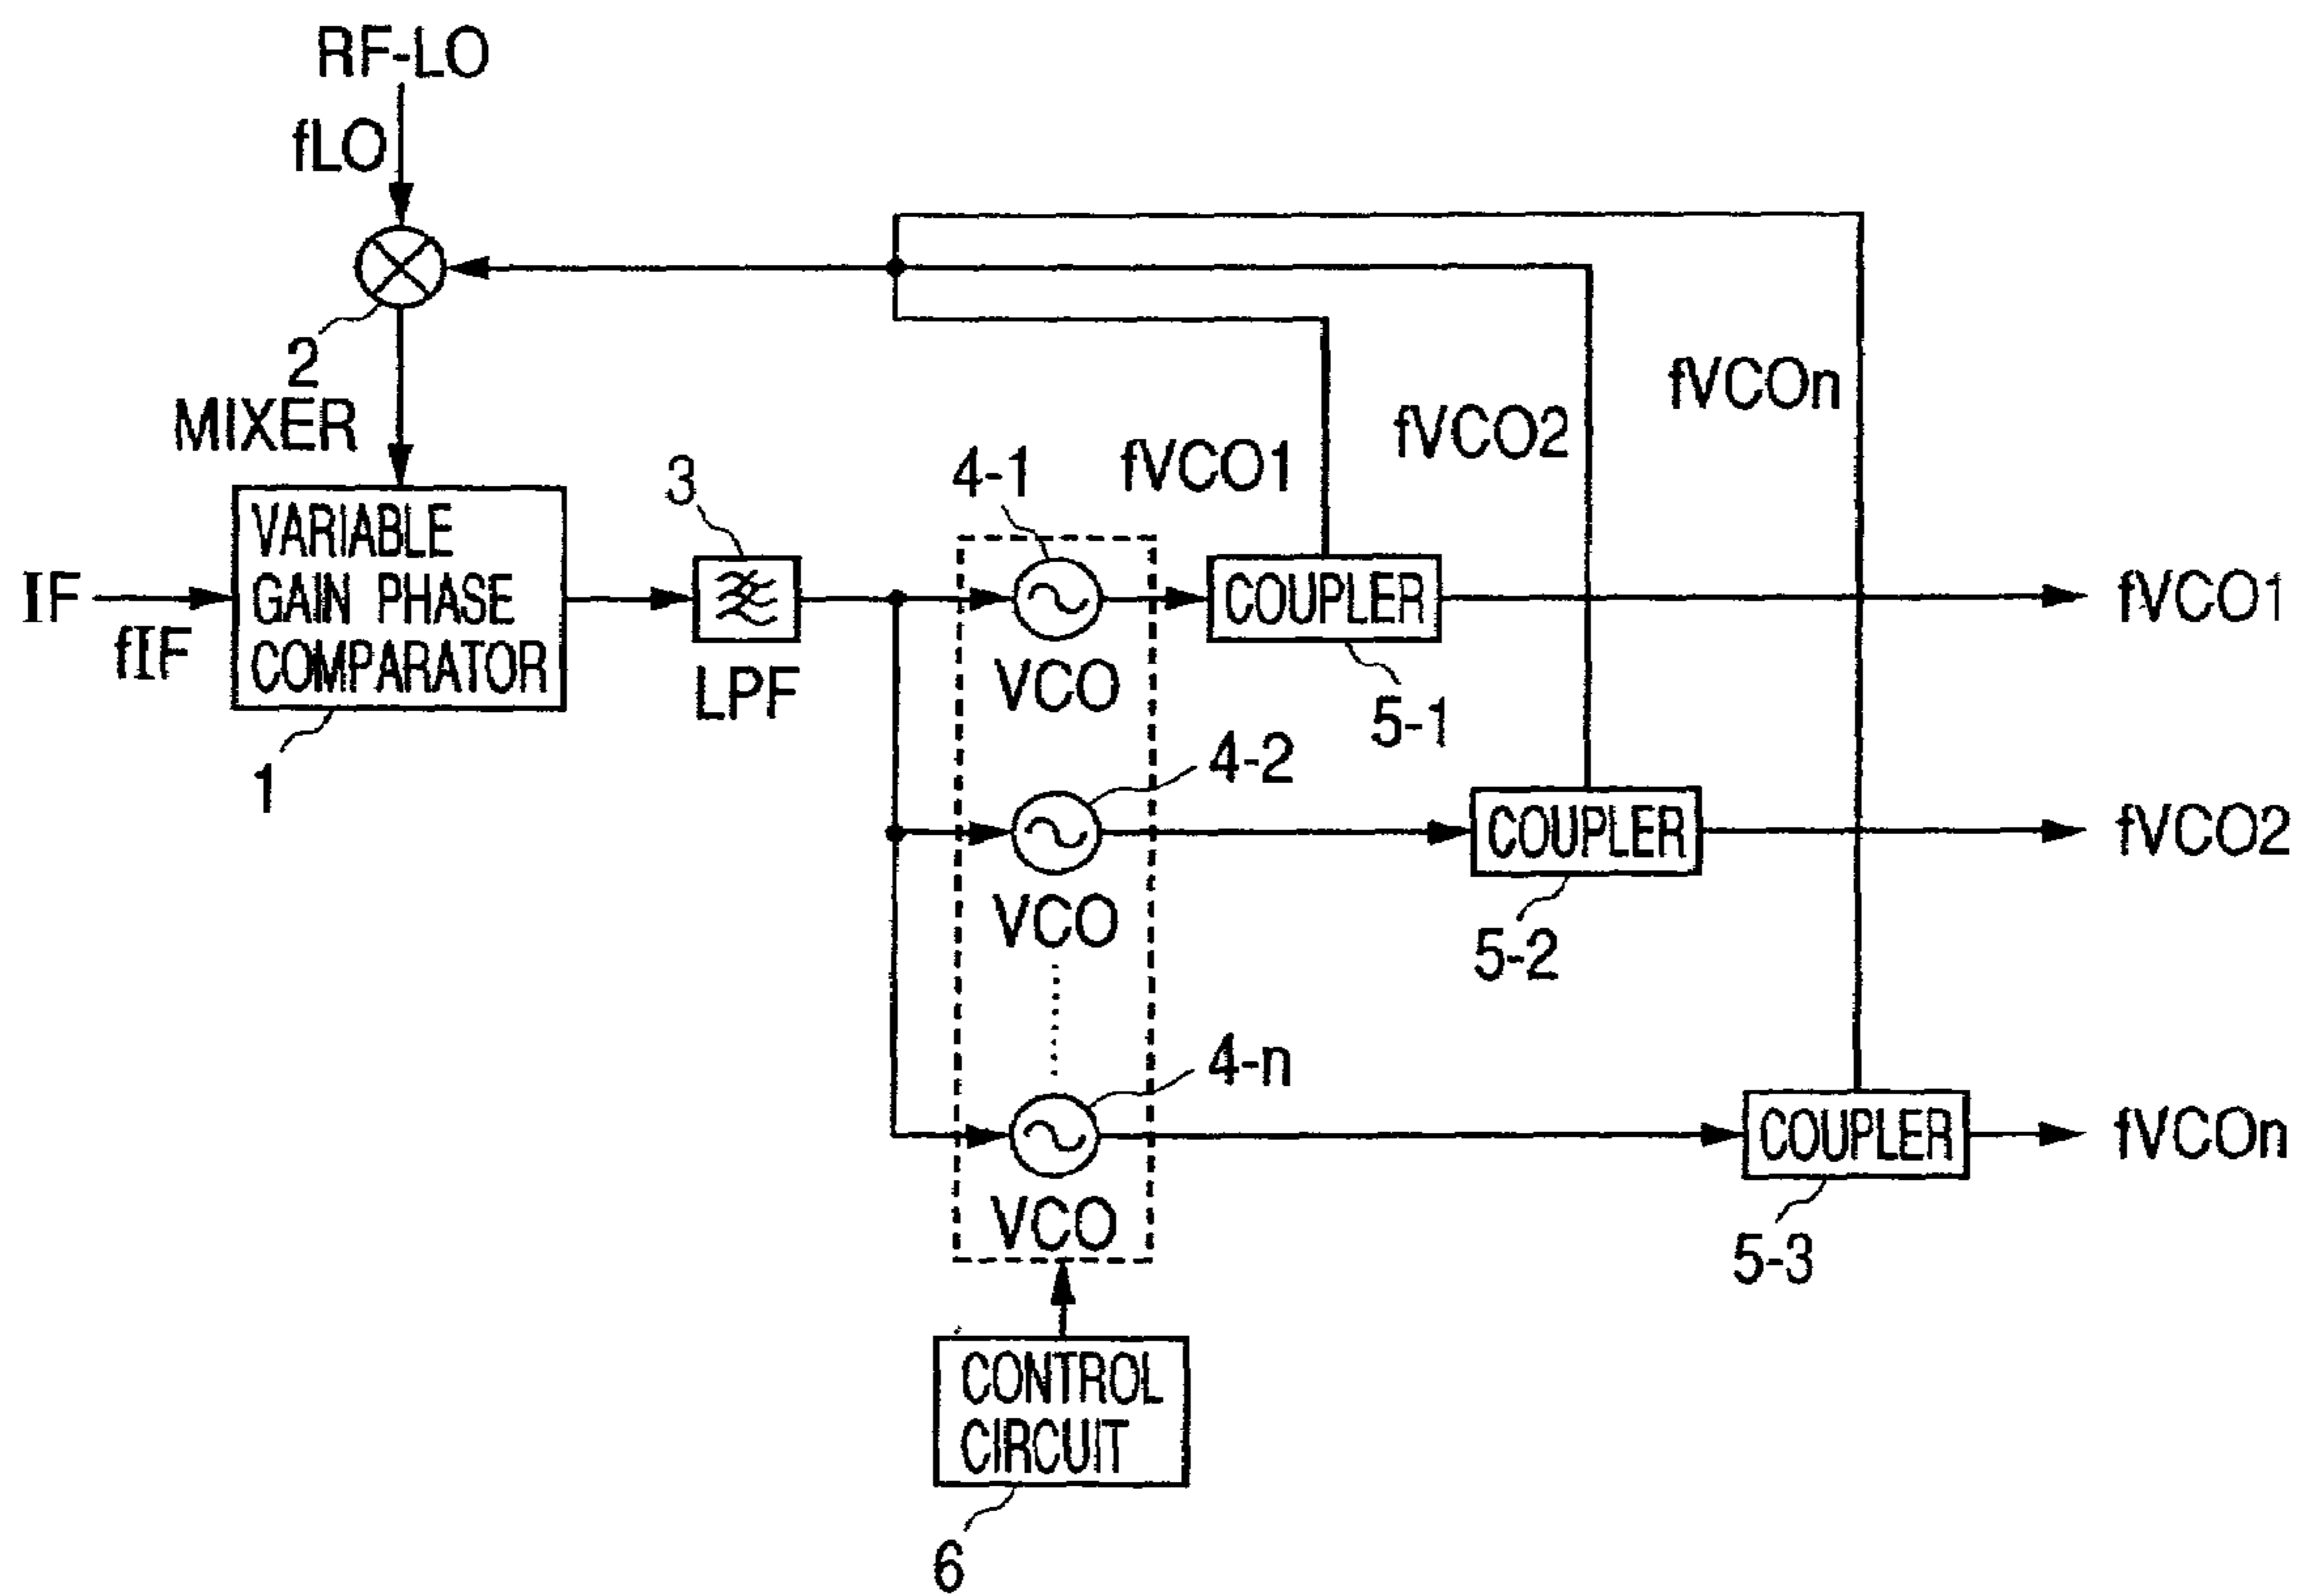 RF-LO
fLO
2
MIXER
fVCOn
fVCO2
fVCO1
IF
fIF
VARIABLE
GAIN PHASE
COMPARATOR
1
3
LPF
4-1
VCO
COUPLER
5-1
fVCO1
4-2
VCO
COUPLER
5-2
fVCO2
4-n
VCO
COUPLER
5-3
fVCOn
CONTROL
CIRCUIT
6